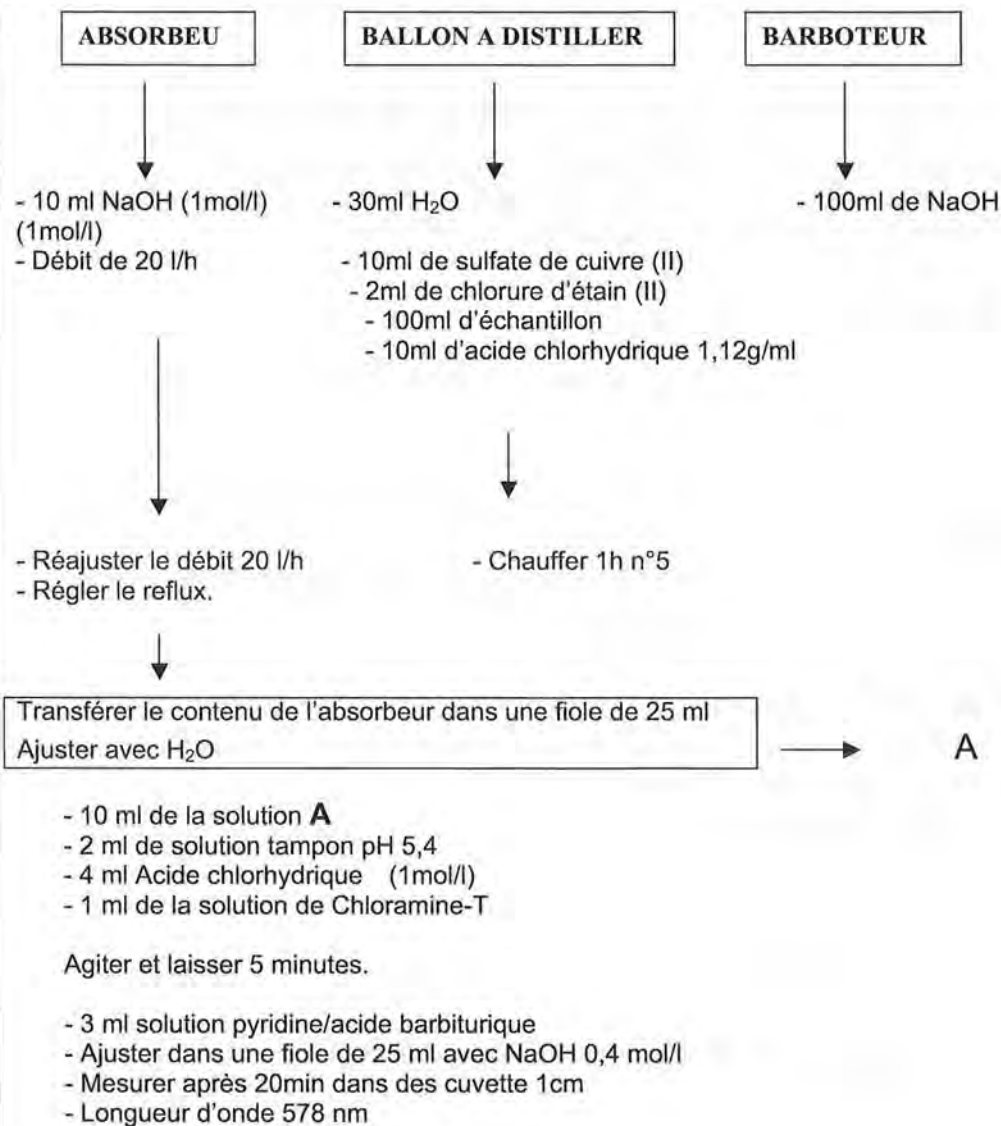 ABSORBEU
BALLON A DISTILLER
BARBOTEUR
- 10 ml NaOH (1mol/l)
(1mol/l)
- Débit de 20 l/h
- 30ml H₂O
- 10ml de sulfate de cuivre (II)
- 2ml de chlorure d'étain (II)
- 100ml d'échantillon
- 10ml d'acide chlorhydrique 1,12g/ml
- 100ml de NaOH
- Réajuster le débit 20 l/h
- Régler le reflux.
- Chauffer 1h n°5
Transférer le contenu de l'absorbeur dans une fiole de 25 ml
Ajuster avec H₂O
A
- 10 ml de la solution A
- 2 ml de solution tampon pH 5,4
- 4 ml Acide chlorhydrique (1mol/l)
- 1 ml de la solution de Chloramine-T
Agiter et laisser 5 minutes.
- 3 ml solution pyridine/acide barbiturique
- Ajuster dans une fiole de 25 ml avec NaOH 0,4 mol/l
- Mesurer après 20min dans des cuvette 1cm
- Longueur d'onde 578 nm